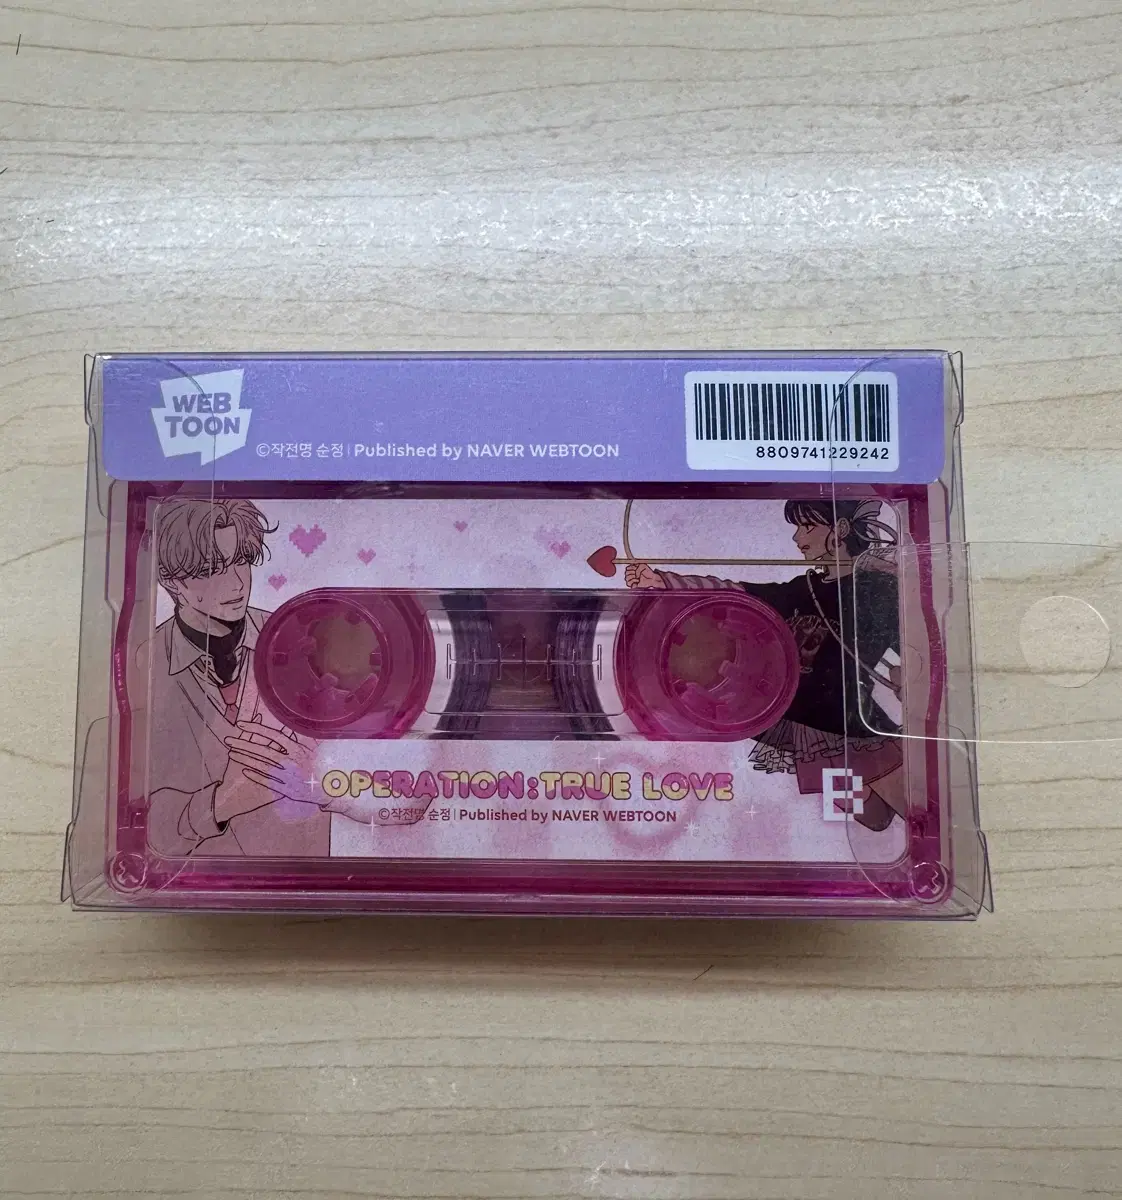 WEB
TOON
©작전명 순정 | Published by NAVER WEBTOON
8809741229242
OPERATION:TRUE LOVE
©작전명 순정 | Published by NAVER WEBTOON
B